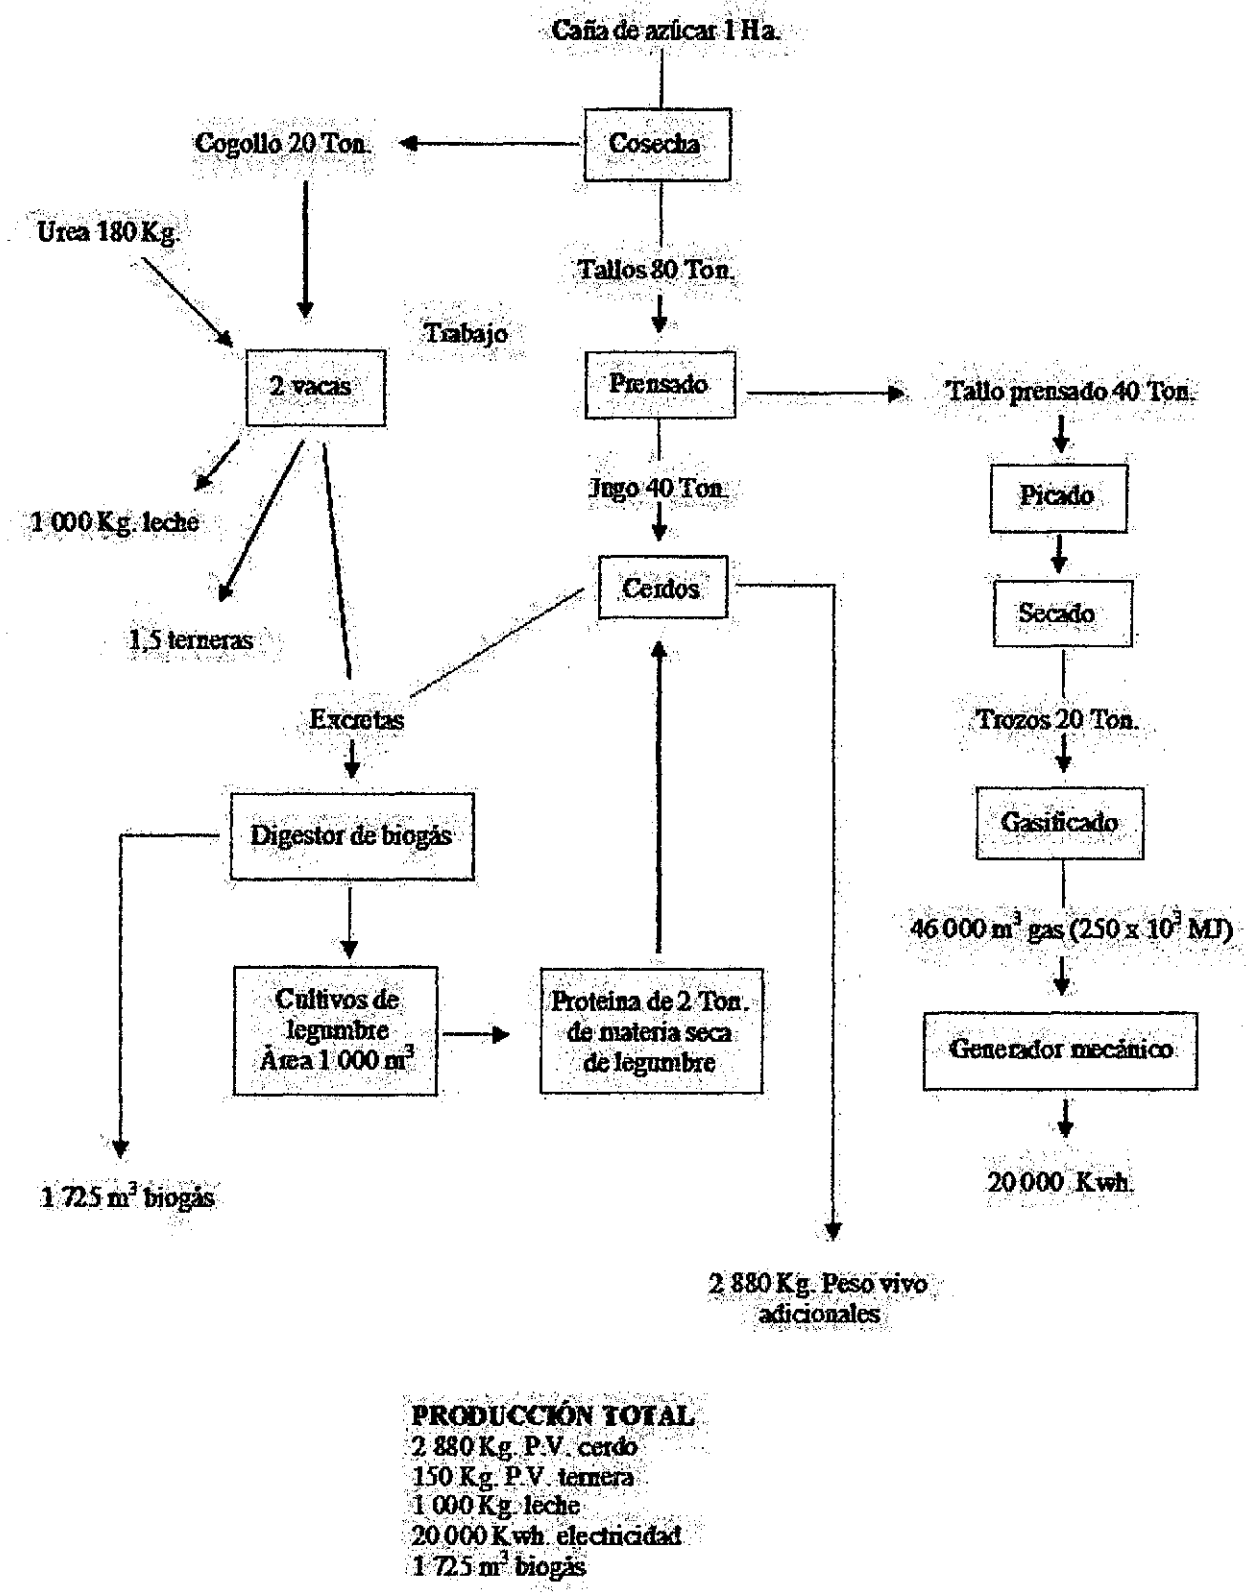 Caña de azúcar 1 Ha.
Cosecha
Cogollo 20 Ton.
Urea 180 Kg.
Tallos 80 Ton.
Trabajo
2 vacas
Prensado
Tallo prensado 40 Ton.
Picado
Jngo 40 Ton.
1 000 Kg. leche
Cerdos
Secado
1,5 terneras
Excretas
Trozos 20 Ton.
Digestor de biogás
Gasificado
46 000 m³ gas (250 x 10³ MJ)
Cultivos de
legumbre
Área 1 000 m³
Proteina de 2 Ton.
de materia seca
de legumbre
Generador mecánico
1 725 m³ biogás
20 000 Kwh.
2 880 Kg. Peso vivo
adicionales
PRODUCCIÓN TOTAL
2 880 Kg. P.V. cerdo
150 Kg. P.V. ternera
1 000 Kg. leche
20 000 Kwh. electricidad
1 725 m³ biogás